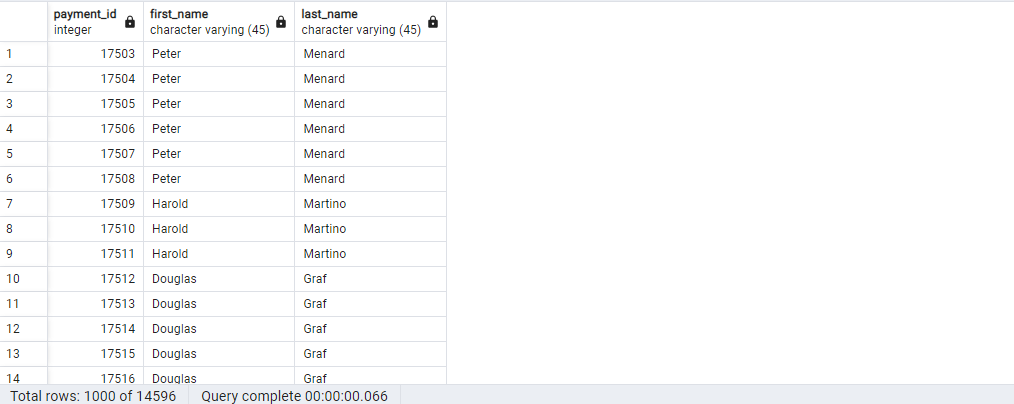 payment_id first_name last_name
integer character varying (45) character varying (45)
1 17503 Peter Menard
2 17504 Peter Menard
3 17505 Peter Menard
4 17506 Peter Menard
5 17507 Peter Menard
6 17508 Peter Menard
7 17509 Harold Martino
8 17510 Harold Martino
9 17511 Harold Martino
10 17512 Douglas Graf
11 17513 Douglas Graf
12 17514 Douglas Graf
13 17515 Douglas Graf
14 17516 Douglas Graf
Total rows: 1000 of 14596 Query complete 00:00:00.066